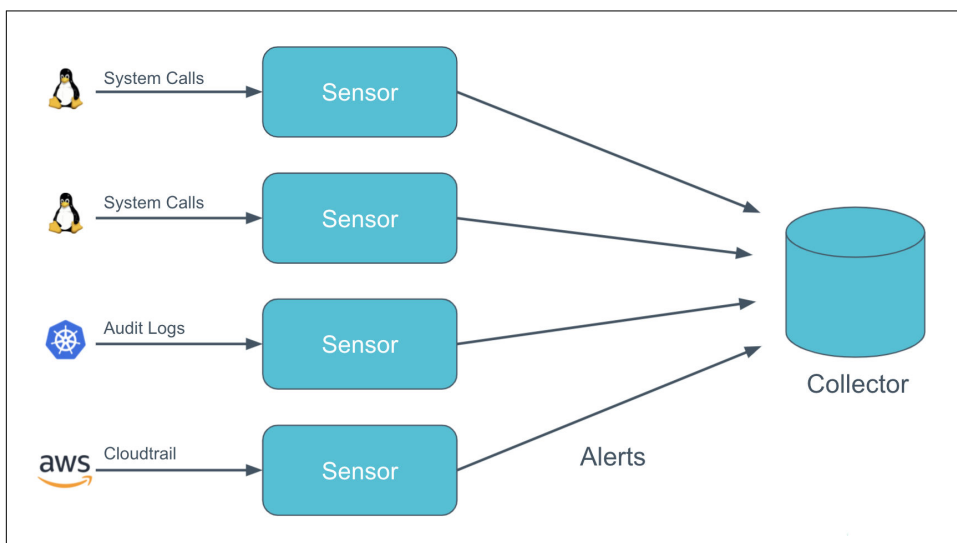 System Calls
Sensor
System Calls
Sensor
Audit Logs
Sensor
Collector
aws
Cloudtrail
Sensor
Alerts